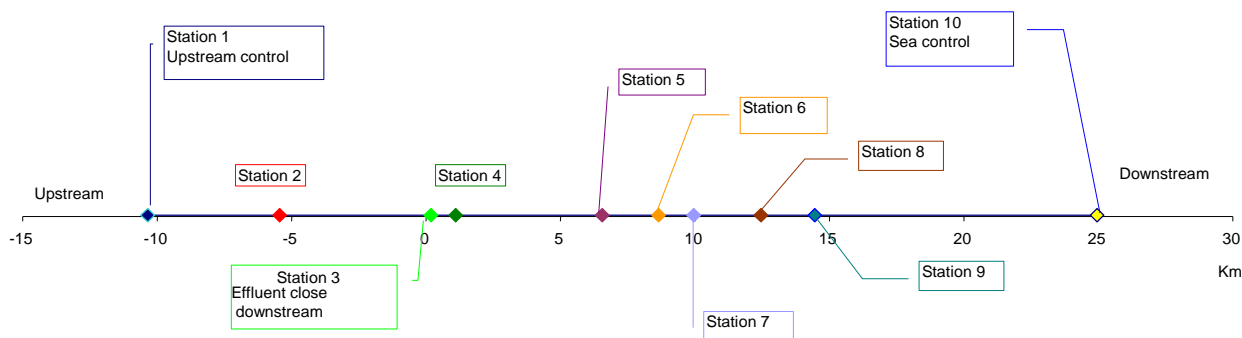 Station 1
Upstream control
Station 10
Sea control
Station 5
Station 6
Station 8
Station 2
Station 4
Upstream
Downstream
-15
-10
-5
0
5
10
15
20
25
30
Km
Station 3
Effluent close
downstream
Station 9
Station 7